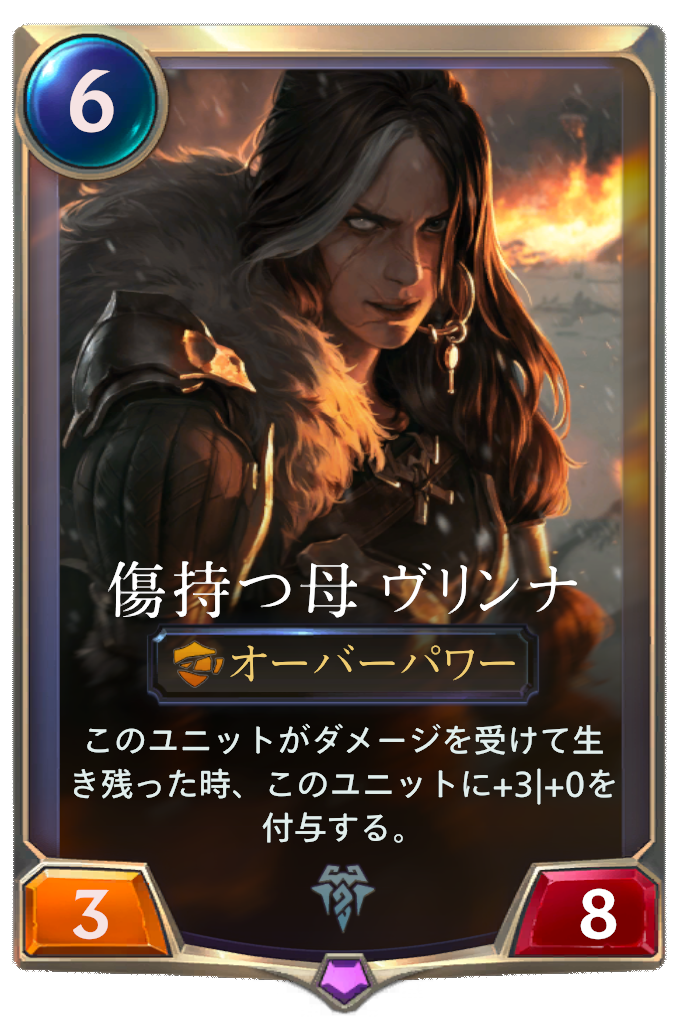 6
傷持つ母 ヴリンナ
オーバーパワー
このユニットがダメージを受けて生
き残った時、このユニットに+3|+0を
付与する。
3
8